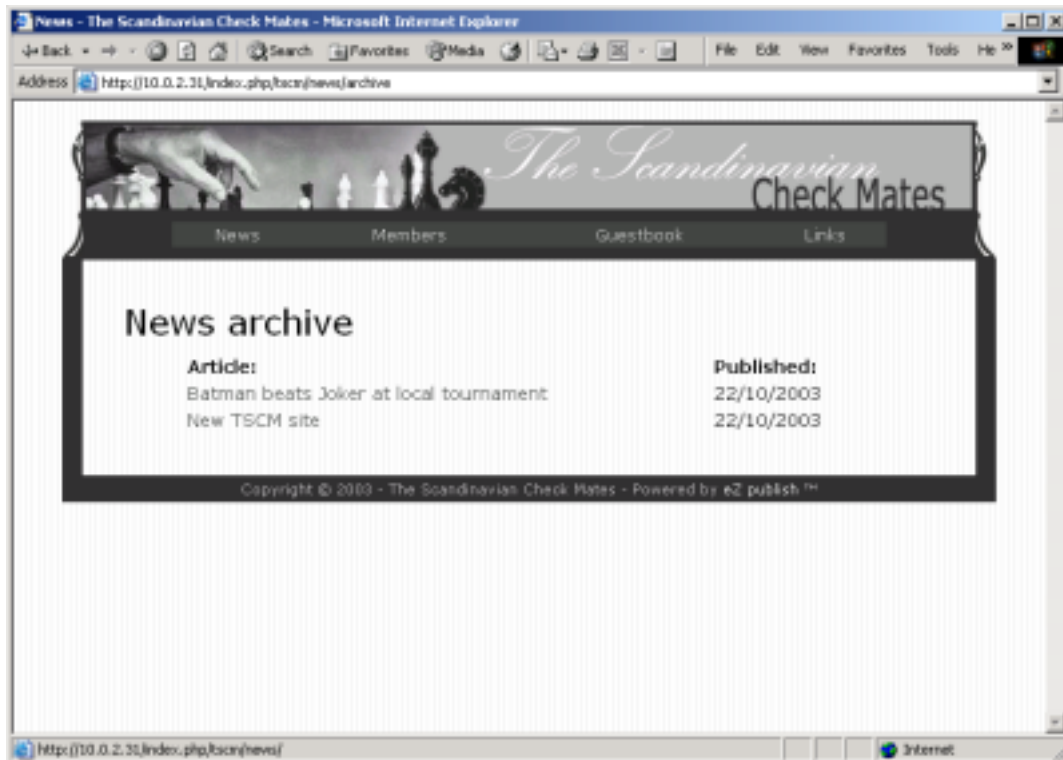 News - The Scandinavian Check Mates - Microsoft Internet Explorer
Back Search Favorites Media File Edit View Favorites Tools He »
Address http://10.0.2.31/index.php/tscm/news/archive
The Scandinavian
Check Mates
News Members Guestbook Links
News archive
Article: Published:
Batman beats Joker at local tournament 22/10/2003
New TSCM site 22/10/2003
Copyright © 2003 - The Scandinavian Check Mates - Powered by eZ publish ™
http://10.0.2.31/index.php/tscm/news/ Internet